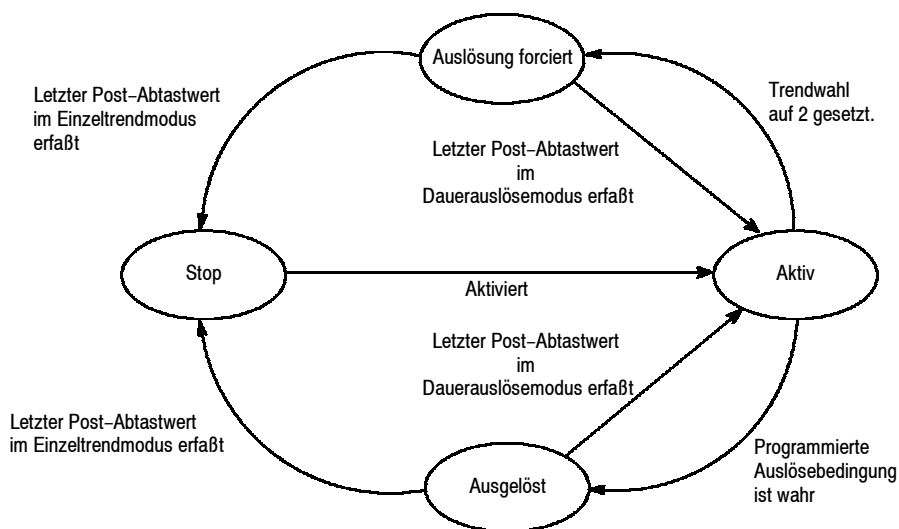 Auslösung forciert
Letzter Post–Abtastwert
im Einzeltrendmodus
erfaßt
Trendwahl
auf 2 gesetzt.
Letzter Post–Abtastwert
im
Dauerauslösemodus erfaßt
Stop
Aktiv
Aktiviert
Letzter Post–Abtastwert
im
Dauerauslösemodus erfaßt
Letzter Post–Abtastwert
im Einzeltrendmodus erfaßt
Ausgelöst
Programmierte
Auslösebedingung
ist wahr